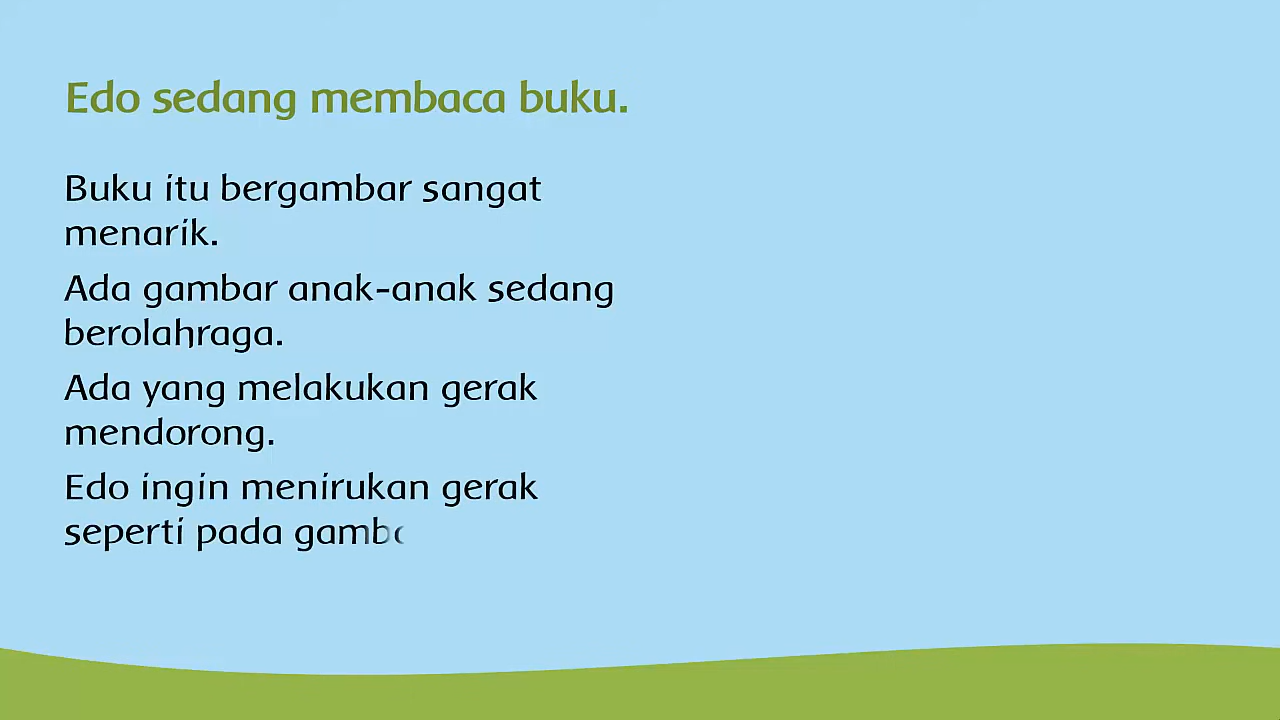 Edo sedang membaca buku.
Buku itu bergambar sangat
menarik.
Ada gambar anak-anak sedang
berolahraga.
Ada yang melakukan gerak
mendorong.
Edo ingin menirukan gerak
seperti pada